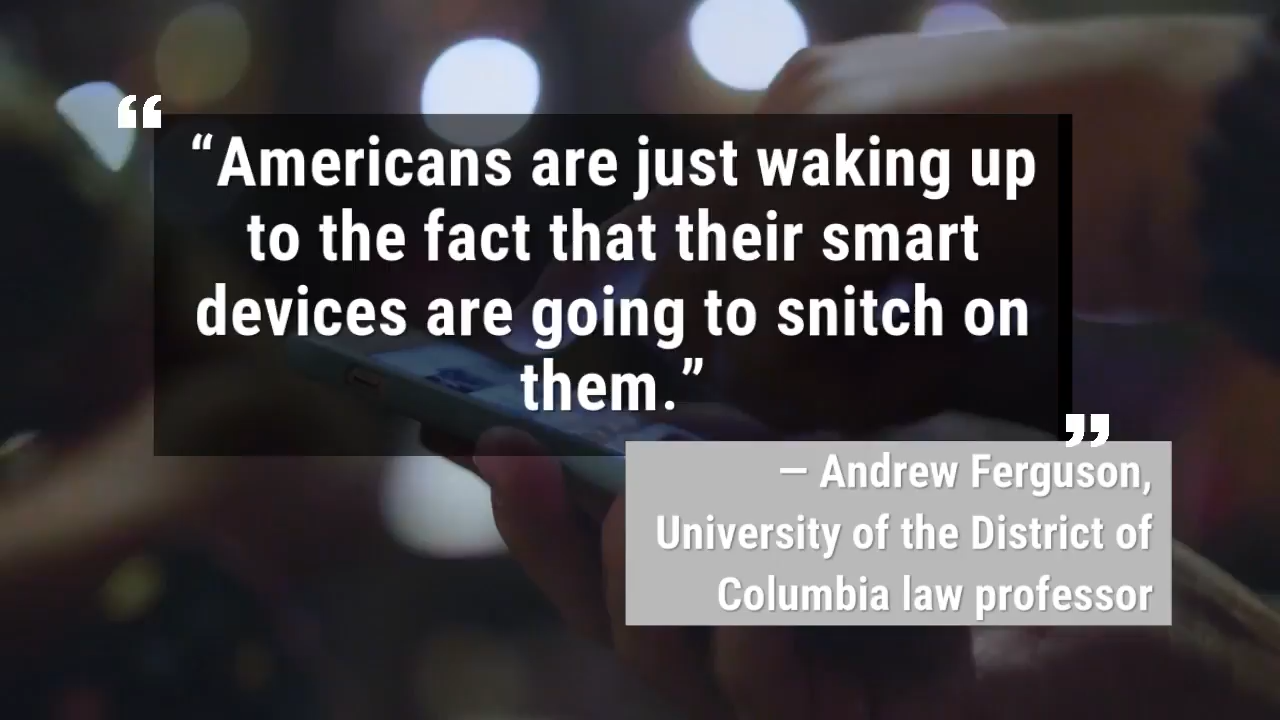 “Americans are just waking up
to the fact that their smart
devices are going to snitch on
them.”
— Andrew Ferguson,
University of the District of
Columbia law professor